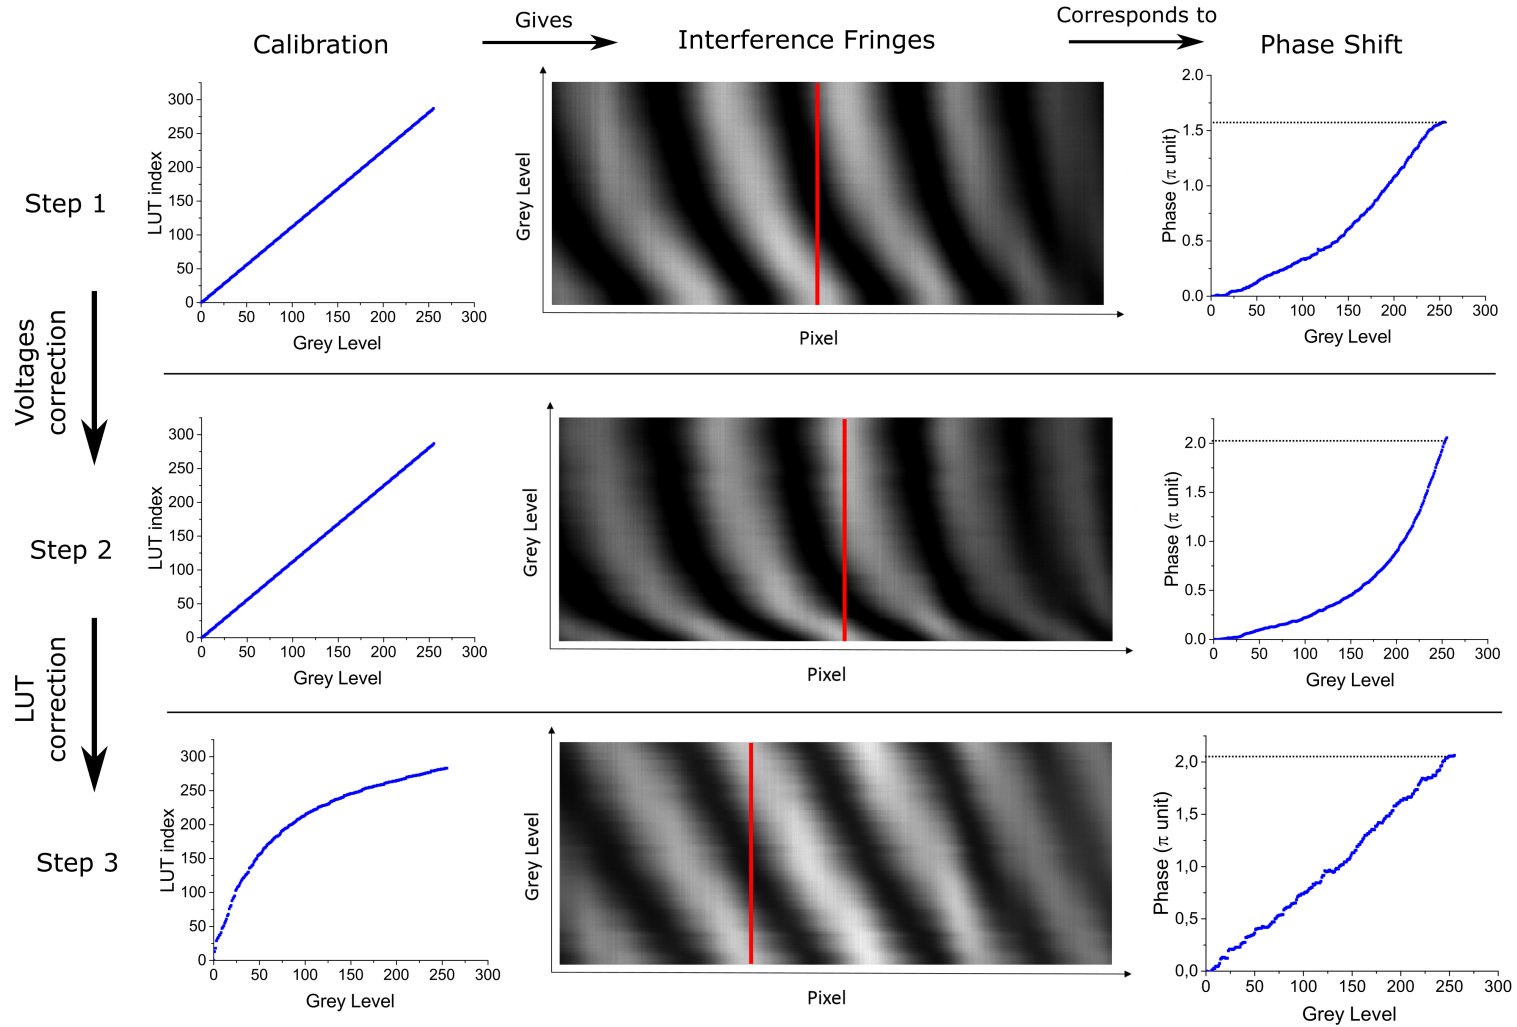 Calibration
Gives
Interference Fringes
Corresponds to
Phase Shift
Step 1
LUT index
300
250
200
150
100
50
0
0 50 100 150 200 250 300
Grey Level
Grey Level
Pixel
Phase (π unit)
2.0
1.5
1.0
0.5
0.0
0 50 100 150 200 250 300
Grey Level
Voltages
correction
Step 2
LUT index
300
250
200
150
100
50
0
0 50 100 150 200 250 300
Grey Level
Grey Level
Pixel
Phase (π unit)
2.0
1.5
1.0
0.5
0.0
0 50 100 150 200 250 300
Grey Level
LUT
correction
Step 3
LUT index
300
250
200
150
100
50
0
0 50 100 150 200 250 300
Grey Level
Grey Level
Pixel
Phase (π unit)
2,0
1,5
1,0
0,5
0,0
0 50 100 150 200 250 300
Grey Level